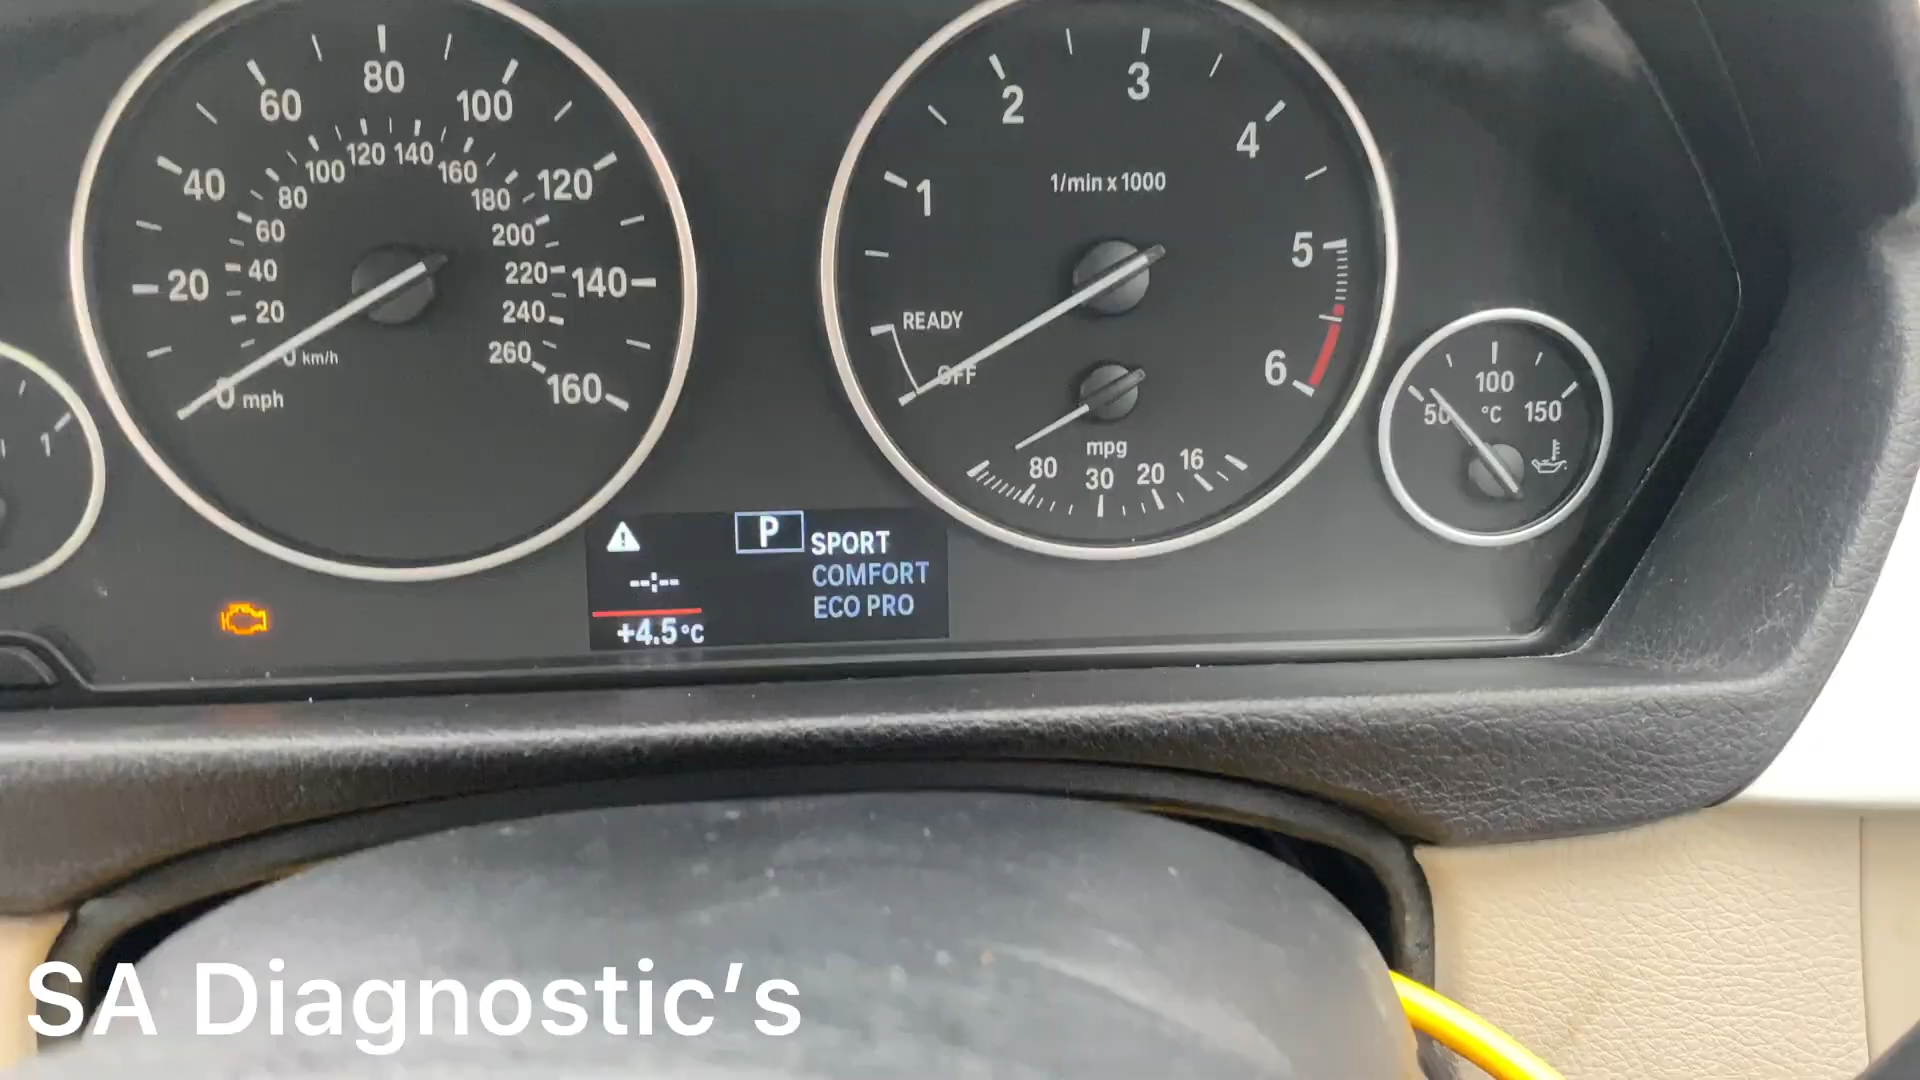 20
40
60
80
100
120
140
160
0 mph
20
40
60
80
100
120
140
160
180
200
220
240
260
0 km/h
1
1
2
3
4
5
6
1/min x 1000
READY
OFF
mpg
80
30
20
16
50
100
150
°C
P
SPORT
COMFORT
ECO PRO
--:--
+4.5°C
SA Diagnostic’s